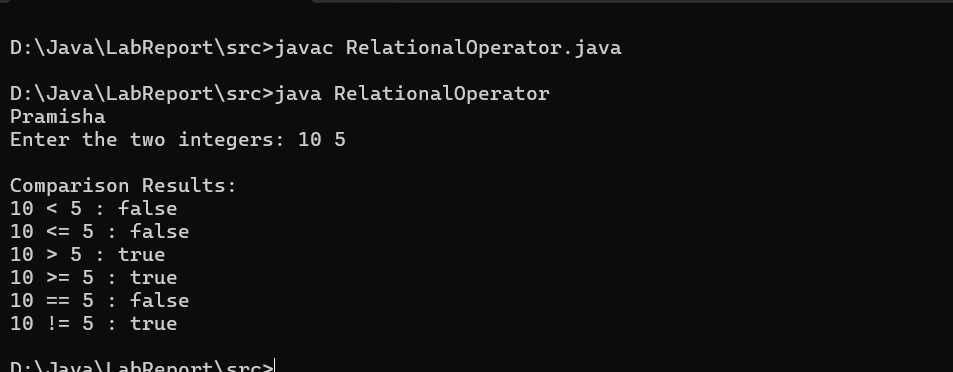 D:\Java\LabReport\src>javac RelationalOperator.java
D:\Java\LabReport\src>java RelationalOperator
Pramisha
Enter the two integers: 10 5
Comparison Results:
10 < 5 : false
10 <= 5 : false
10 > 5 : true
10 >= 5 : true
10 == 5 : false
10 != 5 : true
D:\Java\LabReport\src>